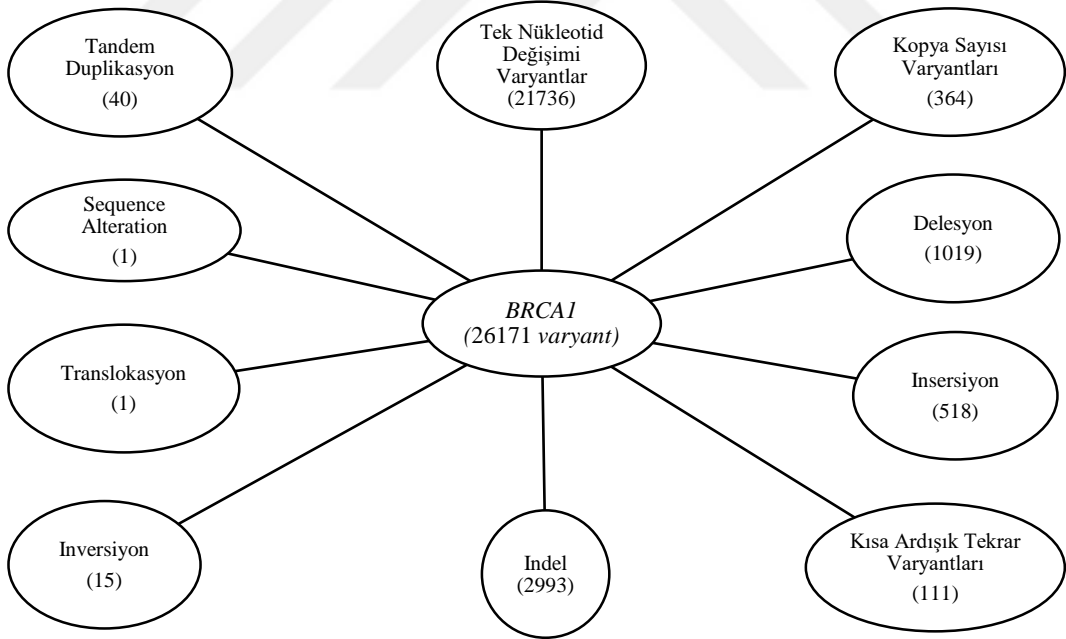 Tandem
Duplikasyon
(40)
Tek Nükleotid
Değişimi
Varyantlar
(21736)
Kopya Sayısı
Varyantları
(364)
Sequence
Alteration
(1)
Delesyon
(1019)
BRCA1
(26171 varyant)
Translokasyon
(1)
Insersiyon
(518)
Inversiyon
(15)
Indel
(2993)
Kısa Ardışık Tekrar
Varyantları
(111)